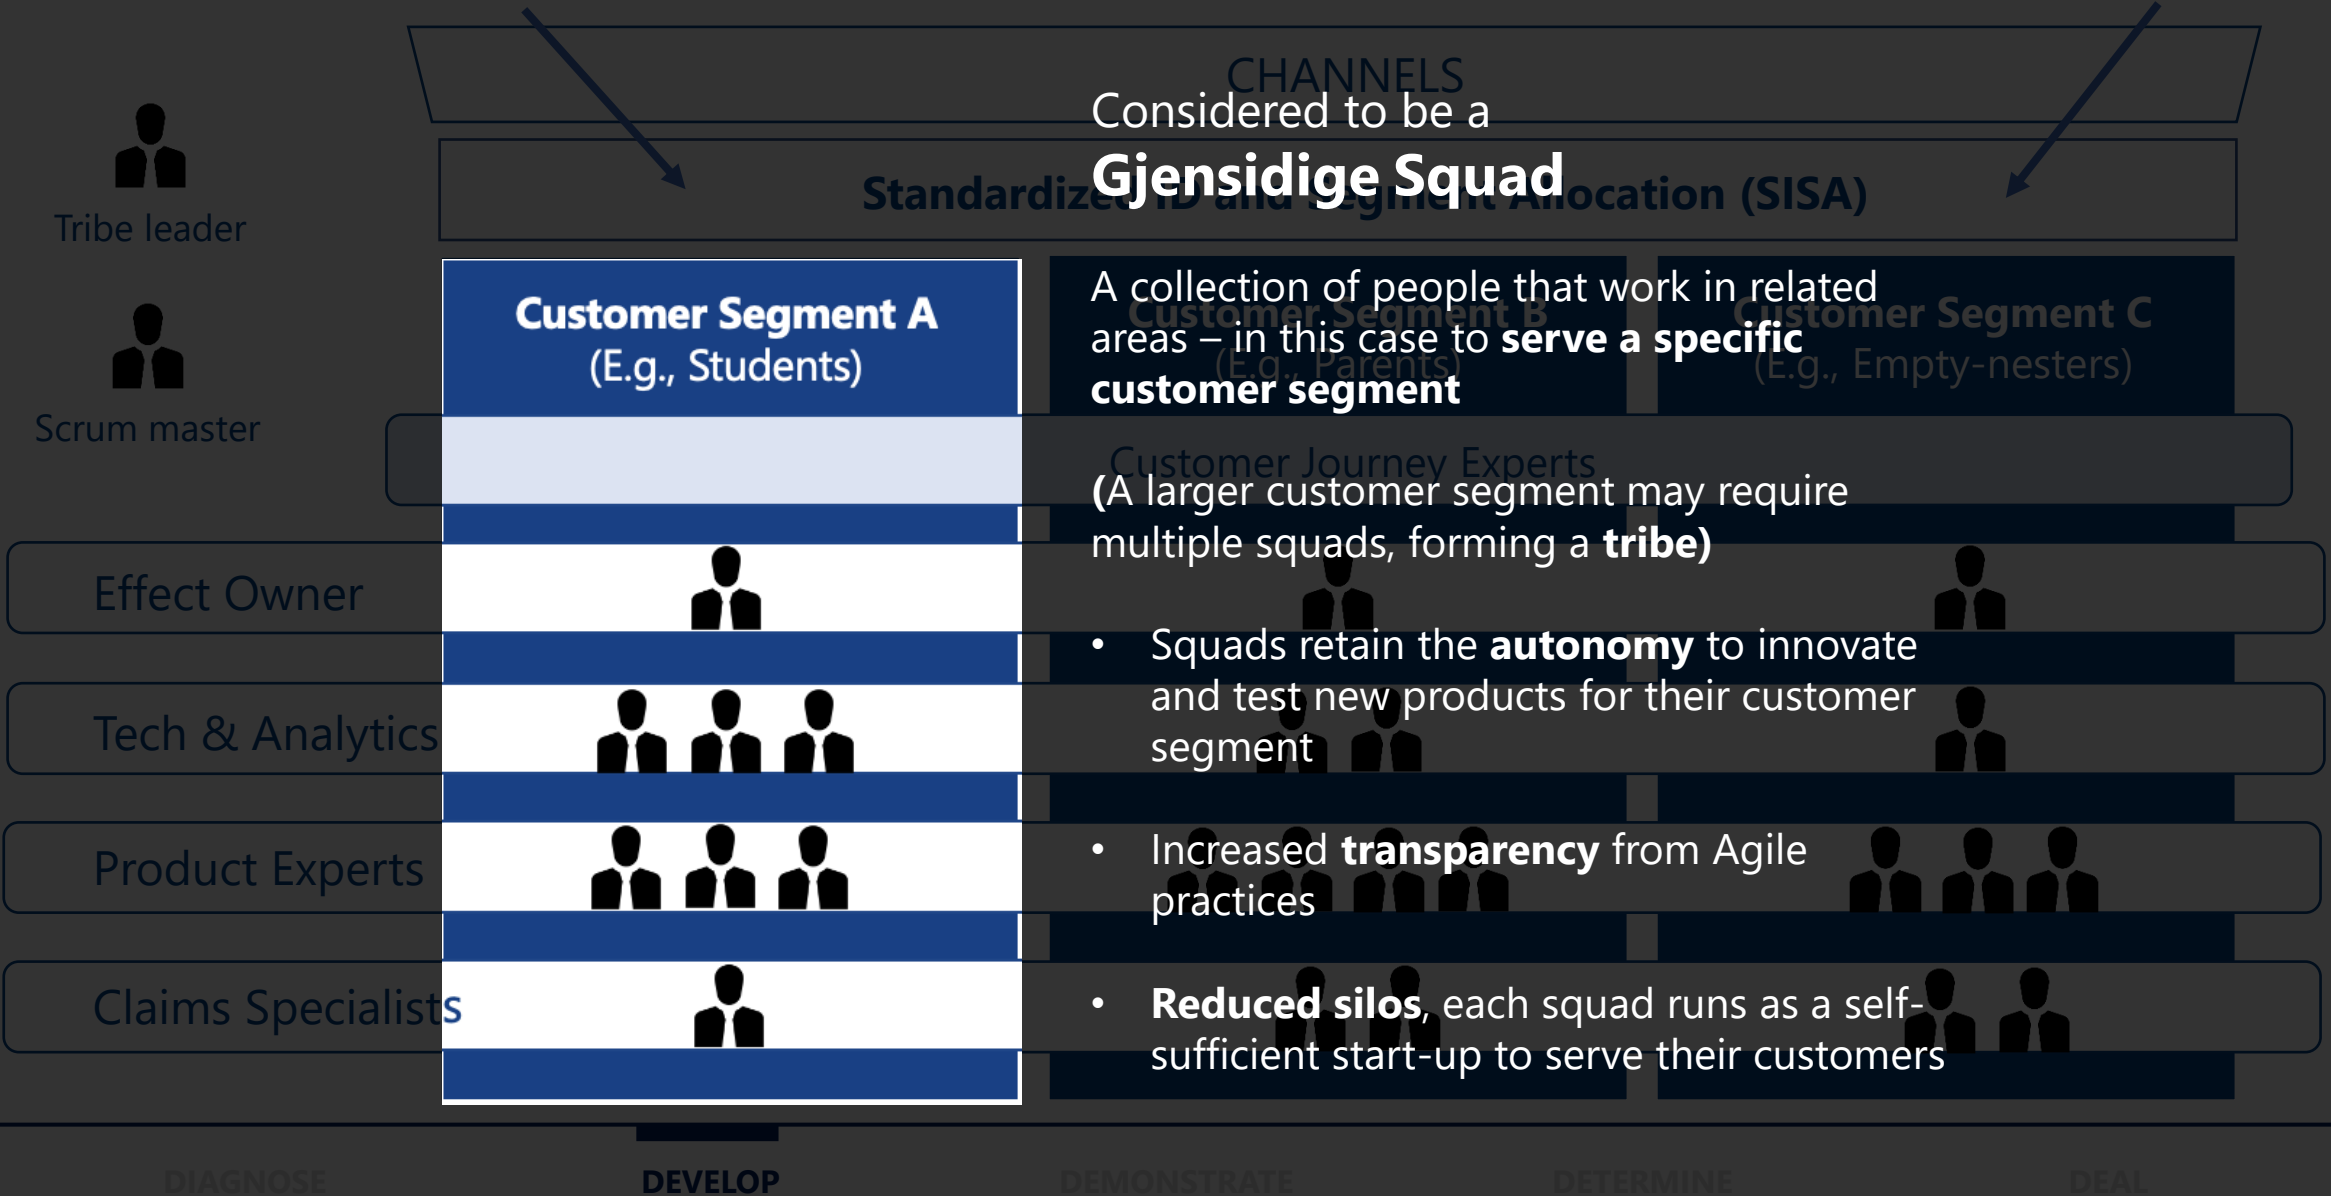 CHANNELS
Considered to be a
Gjensidige Squad
Standardized ID and Segment Allocation (SISA)
Tribe leader
Scrum master
Customer Segment A
(E.g., Students)
Customer Segment B
(E.g., Parents)
Customer Segment C
(E.g., Empty-nesters)
A collection of people that work in related
areas – in this case to serve a specific
customer segment
Customer Journey Experts
(A larger customer segment may require
multiple squads, forming a tribe)
Effect Owner
Tech & Analytics
Product Experts
Claims Specialists
• Squads retain the autonomy to innovate
and test new products for their customer
segment
• Increased transparency from Agile
practices
• Reduced silos, each squad runs as a self-
sufficient start-up to serve their customers
DIAGNOSE
DEVELOP
DEMONSTRATE
DETERMINE
DEAL